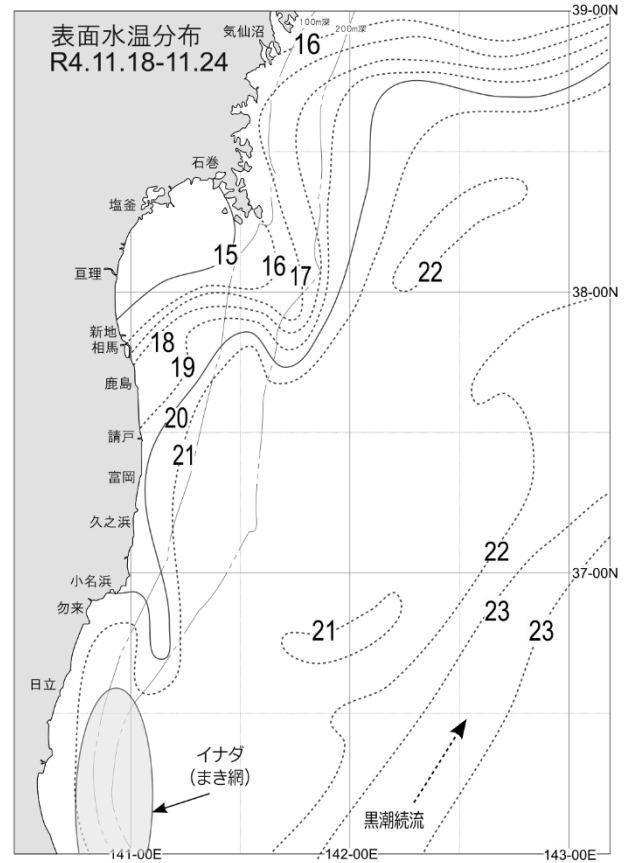 39-00N
表面水温分布
R4.11.18-11.24
気仙沼
100m深
200m深
16
石巻
塩釜
15
16
17
22
亘理
38-00N
新地
相馬
18
19
鹿島
20
請戸
21
富岡
久之浜
22
37-00N
小名浜
勿来
23
21
23
日立
イナダ
(まき網)
黒潮続流
141-00E
142-00E
143-00E